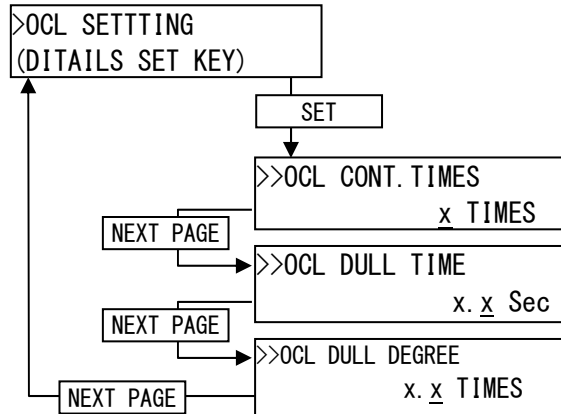 >OCL SETTTING
(DITAILS SET KEY)
SET
>>OCL CONT.TIMES
x TIMES
NEXT PAGE
>>OCL DULL TIME
x.x Sec
NEXT PAGE
>>OCL DULL DEGREE
x.x TIMES
NEXT PAGE